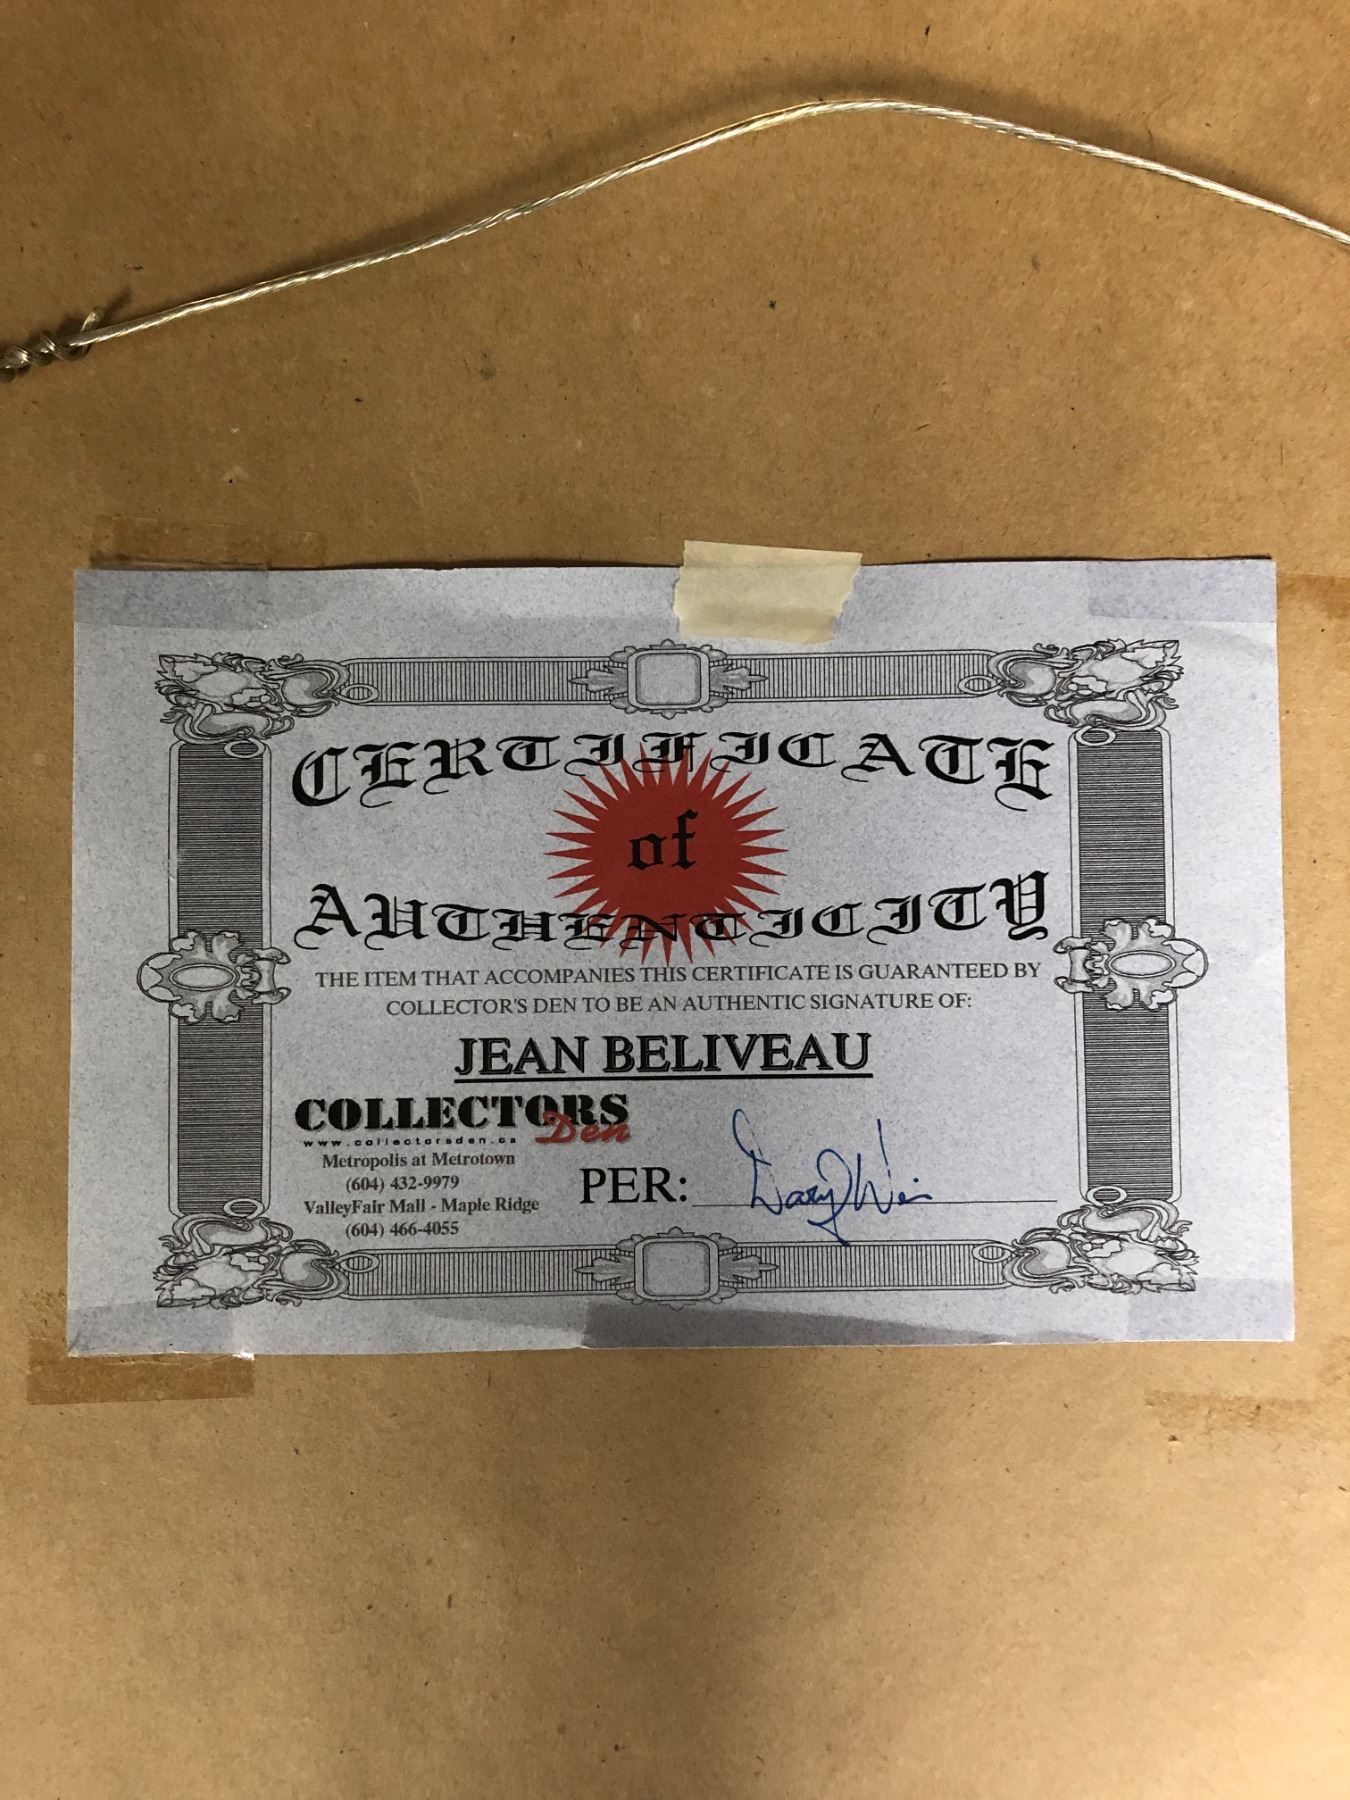 CERTIFICATE
of
AUTHENTICITY
THE ITEM THAT ACCOMPANIES THIS CERTIFICATE IS GUARANTEED BY
COLLECTOR'S DEN TO BE AN AUTHENTIC SIGNATURE OF:
JEAN BELIVEAU
COLLECTORS
Den
www.collectorsden.ca
Metropolis at Metrotown
(604) 432-9979
ValleyFair Mall - Maple Ridge
(604) 466-4055
PER: